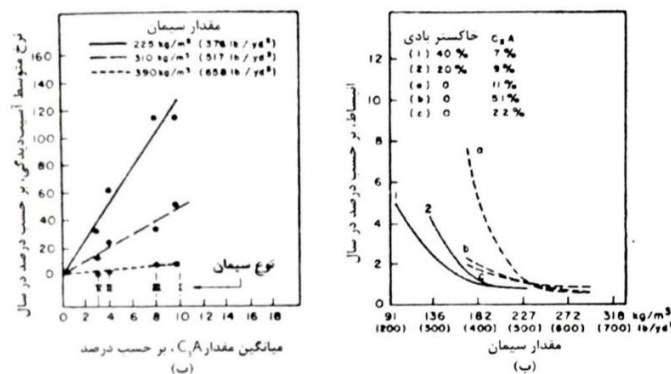 مقدار سیمان
225 kg/m³ (376 lb/yd³)
310 kg/m³ (517 lb/yd³)
390 kg/m³ (658 lb/yd³)
نرخ متوسط آسیب‌دیدگی، بر حسب درصد در سال
160
140
120
100
80
60
40
20
0
نوع سیمان
V II III I
0 2 4 6 8 10 12 14 16 18
میانگین مقدار C₃A، بر حسب درصد
(ب)
انبساط، بر حسب درصد در سال
خاکستر بادی C₃A
(1) 40% 7%
(2) 20% 9%
(a) 0 11%
(b) 0 5.1%
(c) 0 2.2%
12
10
8
6
4
2
0
a
1
2
b
c
91 136 182 227 272 318 kg/m³
(200) (300) (400) (500) (600) (700) lb/yd³
مقدار سیمان
(ب)